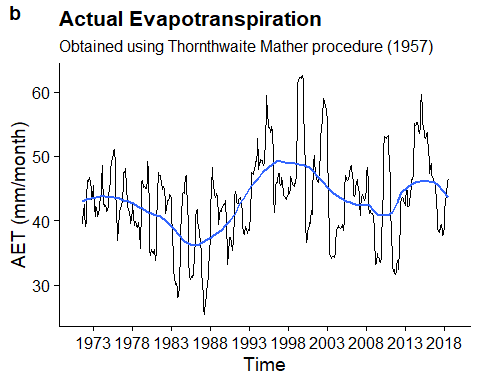 b
Actual Evapotranspiration
Obtained using Thornthwaite Mather procedure (1957)
AET (mm/month)
60
50
40
30
1973 1978 1983 1988 1993 1998 2003 2008 2013 2018
Time